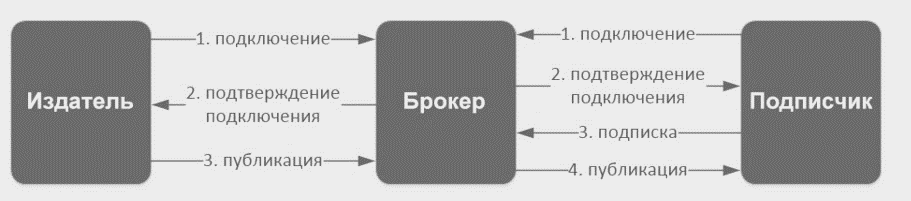 Издатель
1. подключение
2. подтверждение
подключения
3. публикация
Брокер
1. подключение
2. подтверждение
подключения
3. подписка
4. публикация
Подписчик